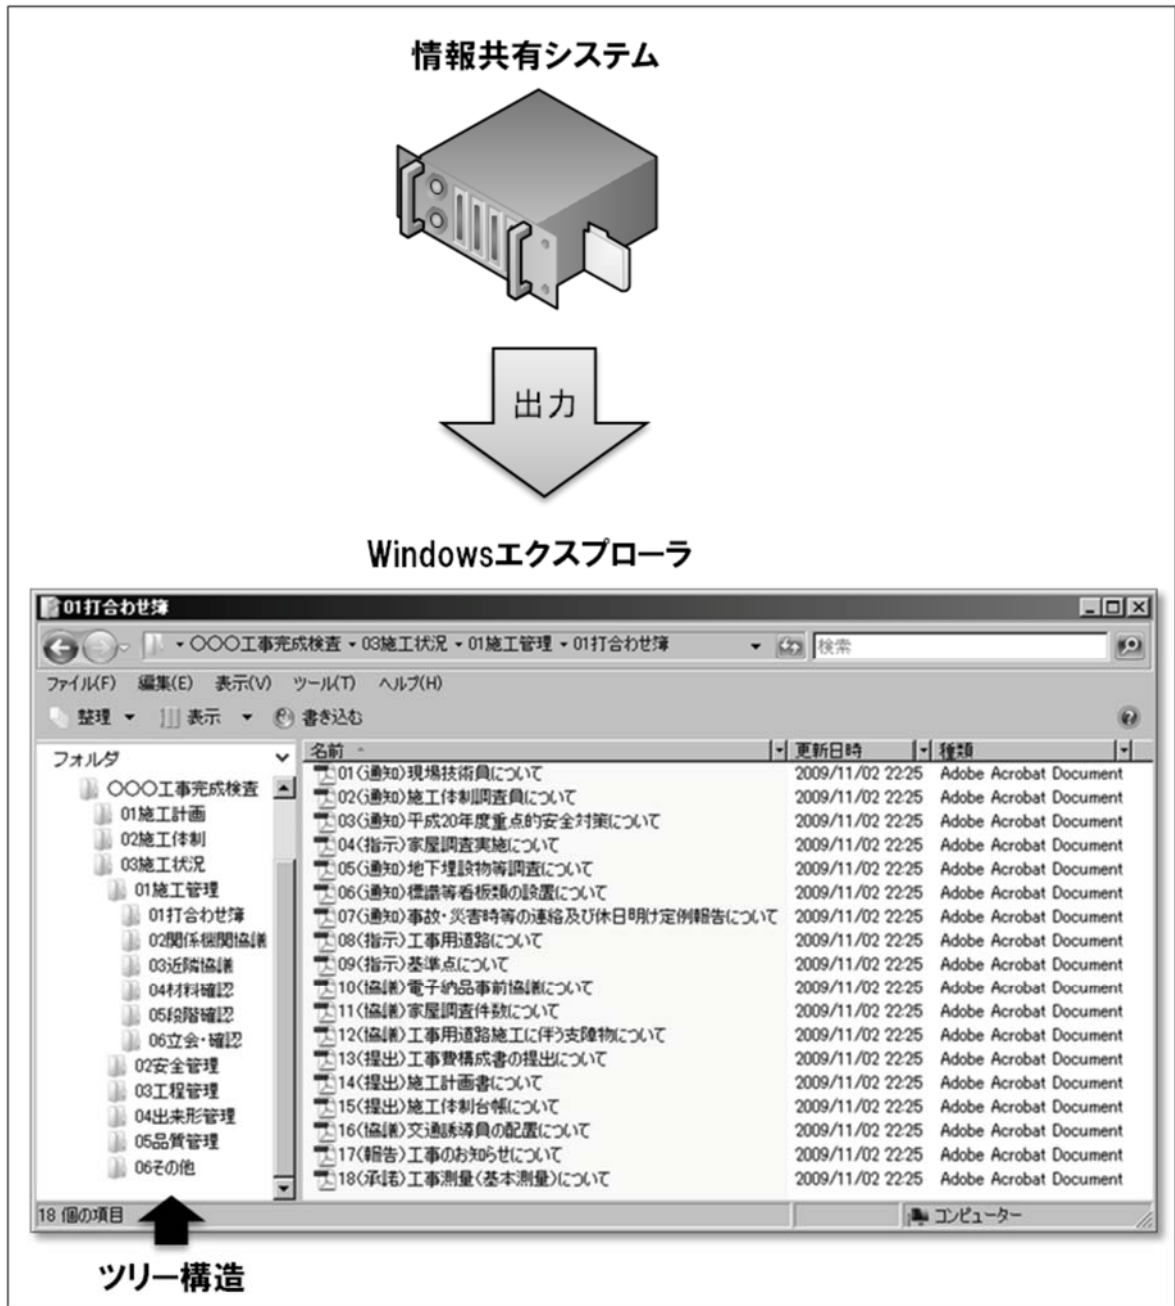 情報共有システム
出力
Windowsエクスプローラ
01打合わせ簿
〇〇〇工事完成検査 03施工状況 01施工管理 01打合わせ簿 検索
ファイル(F) 編集(E) 表示(V) ツール(T) ヘルプ(H)
整理 表示 書き込む
フォルダ
〇〇〇工事完成検査
01施工計画
02施工体制
03施工状況
01施工管理
01打合わせ簿
02関係機関協議
03近隣協議
04材料確認
05段階確認
06立会・確認
02安全管理
03工程管理
04出来形管理
05品質管理
06その他
名前 更新日時 種類
01(通知)現場技術員について 2009/11/02 22:25 Adobe Acrobat Document
02(通知)施工体制調査員について 2009/11/02 22:25 Adobe Acrobat Document
03(通知)平成20年度重点的安全対策について 2009/11/02 22:25 Adobe Acrobat Document
04(指示)家屋調査実施について 2009/11/02 22:25 Adobe Acrobat Document
05(通知)地下埋設物等調査について 2009/11/02 22:25 Adobe Acrobat Document
06(通知)標識等看板類の設置について 2009/11/02 22:25 Adobe Acrobat Document
07(通知)事故・災害時等の連絡及び休日明け定例報告について 2009/11/02 22:25 Adobe Acrobat Document
08(指示)工事用道路について 2009/11/02 22:25 Adobe Acrobat Document
09(指示)基準点について 2009/11/02 22:25 Adobe Acrobat Document
10(協議)電子納品事前協議について 2009/11/02 22:25 Adobe Acrobat Document
11(協議)家屋調査件数について 2009/11/02 22:25 Adobe Acrobat Document
12(協議)工事用道路施工に伴う支障物について 2009/11/02 22:25 Adobe Acrobat Document
13(提出)工事費構成書の提出について 2009/11/02 22:25 Adobe Acrobat Document
14(提出)施工計画書について 2009/11/02 22:25 Adobe Acrobat Document
15(提出)施工体制台帳について 2009/11/02 22:25 Adobe Acrobat Document
16(協議)交通誘導員の配置について 2009/11/02 22:25 Adobe Acrobat Document
17(報告)工事のお知らせについて 2009/11/02 22:25 Adobe Acrobat Document
18(承諾)工事測量(基本測量)について 2009/11/02 22:25 Adobe Acrobat Document
18 個の項目 コンピューター
ツリー構造